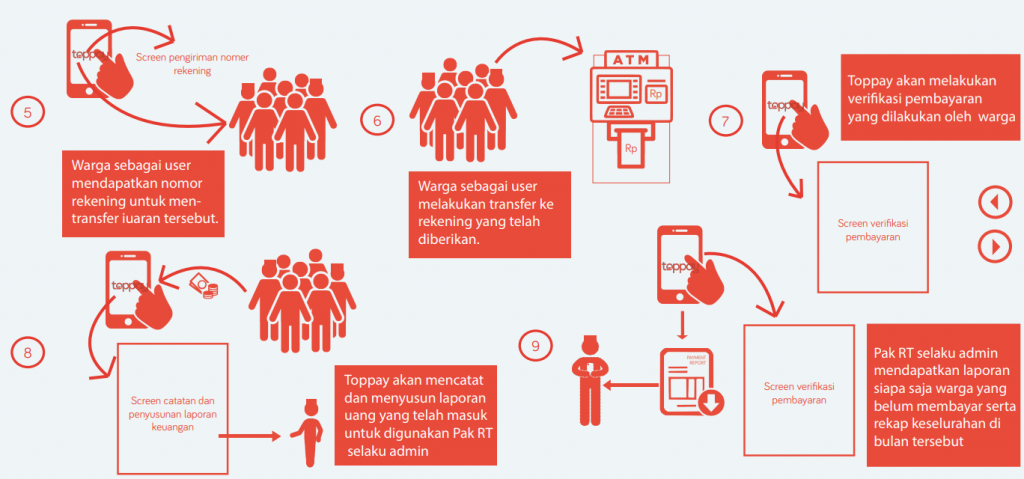 5
toppay
Screen pengiriman nomer
rekening
Warga sebagai user
mendapatkan nomor
rekening untuk men-
transfer iuaran tersebut.
6
ATM
Rp
Rp
Warga sebagai user
melakukan transfer ke
rekening yang telah
diberikan.
7
toppay
Toppay akan melakukan
verifikasi pembayaran
yang dilakukan oleh warga
Screen verifikasi
pembayaran
8
toppay
Screen catatan dan
penyusunan laporan
keuangan
Toppay akan mencatat
dan menyusun laporan
uang yang telah masuk
untuk digunakan Pak RT
selaku admin
9
toppay
PAYMENT
REPORT
Screen verifikasi
pembayaran
Pak RT selaku admin
mendapatkan laporan
siapa saja warga yang
belum membayar serta
rekap keselurahan di
bulan tersebut